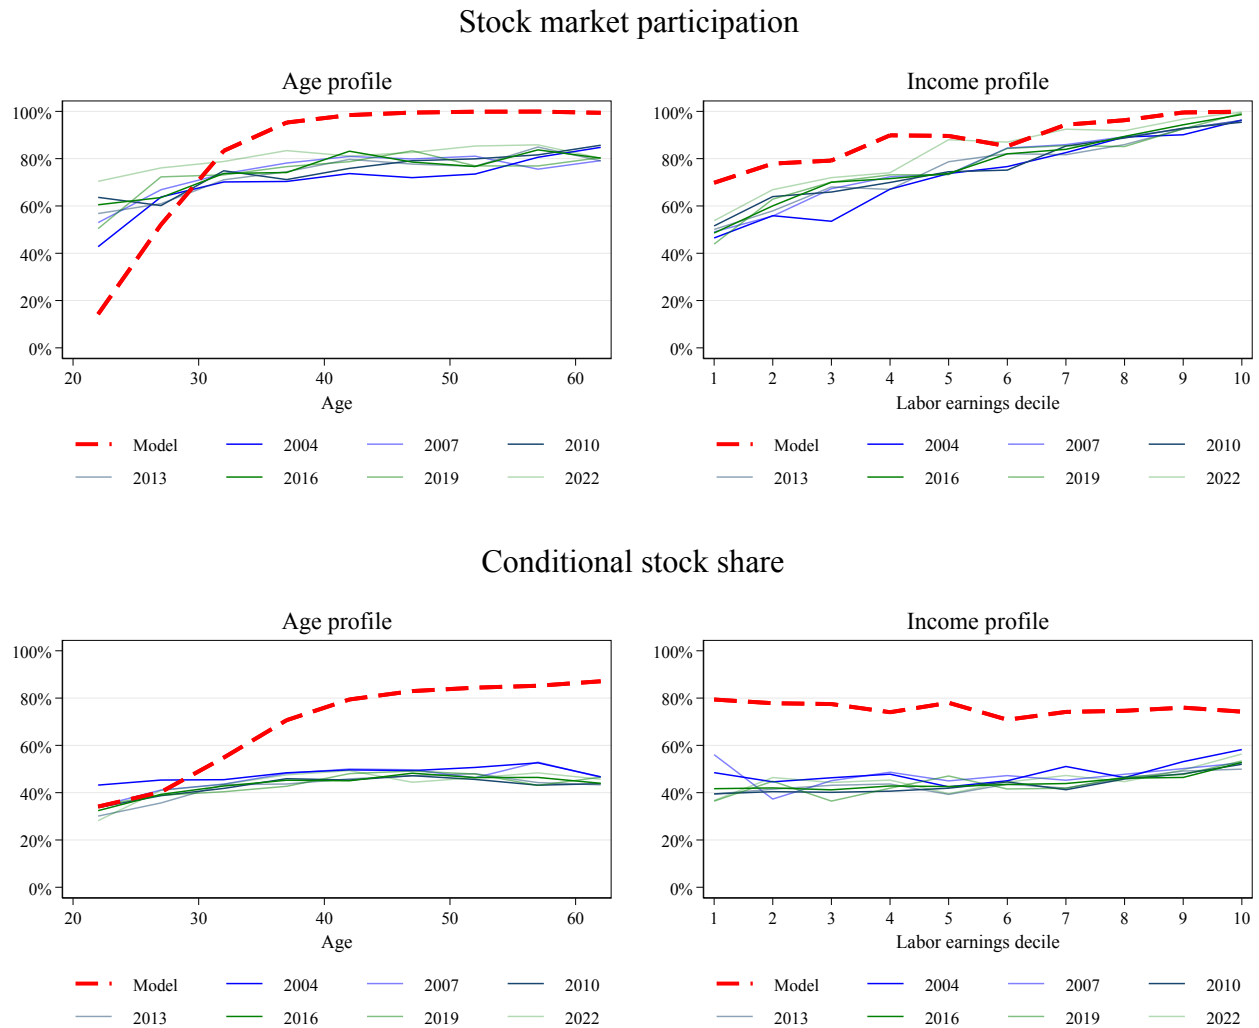 Stock market participation
Age profile
100%
80%
60%
40%
20%
0%
20 30 40 50 60
Age
Model 2004 2007 2010
2013 2016 2019 2022
Income profile
100%
80%
60%
40%
20%
0%
1 2 3 4 5 6 7 8 9 10
Labor earnings decile
Model 2004 2007 2010
2013 2016 2019 2022
Conditional stock share
Age profile
100%
80%
60%
40%
20%
0%
20 30 40 50 60
Age
Model 2004 2007 2010
2013 2016 2019 2022
Income profile
100%
80%
60%
40%
20%
0%
1 2 3 4 5 6 7 8 9 10
Labor earnings decile
Model 2004 2007 2010
2013 2016 2019 2022